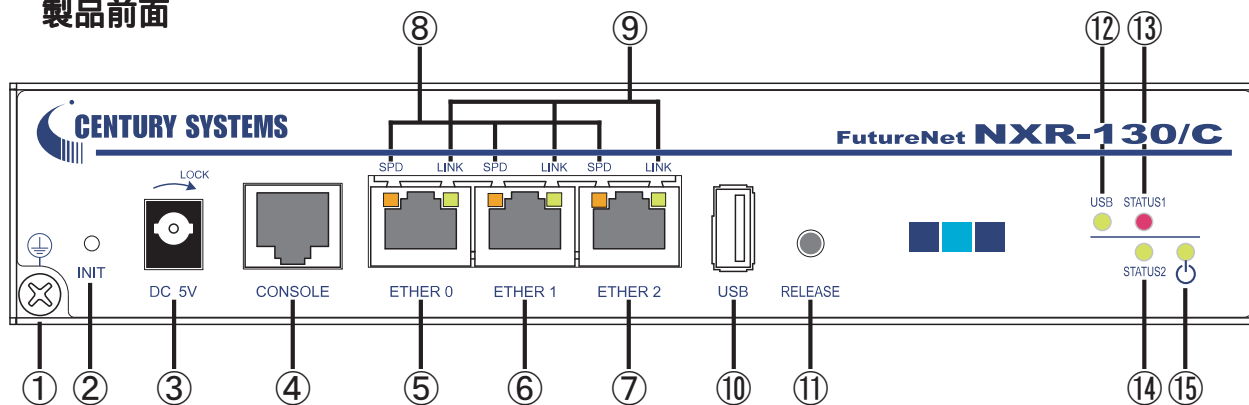 製品前面
⑧ ⑨ ⑫ ⑬
CENTURY SYSTEMS
FutureNet NXR-130/C
SPD LINK SPD LINK SPD LINK
LOCK
USB STATUS1
INIT
STATUS2
DC 5V CONSOLE ETHER 0 ETHER 1 ETHER 2 USB RELEASE
① ② ③ ④ ⑤ ⑥ ⑦ ⑩ ⑪ ⑭ ⑮